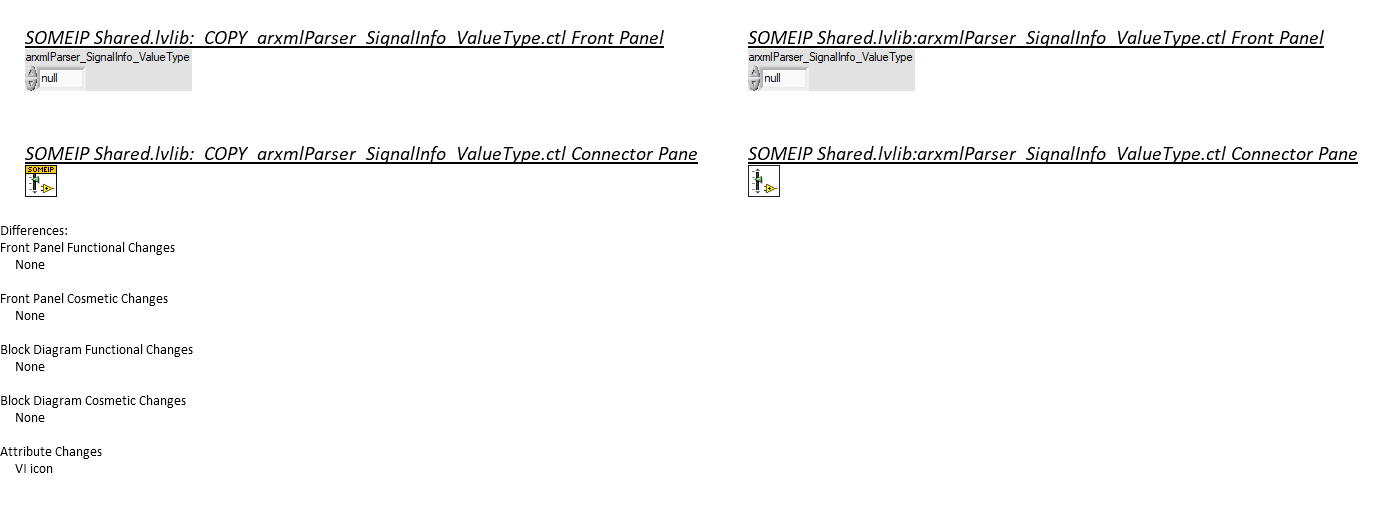 SOMEIP Shared.lvlib:_COPY_arxmlParser_SignalInfo_ValueType.ctl Front Panel
arxmlParser_SignalInfo_ValueType
null
SOMEIP Shared.lvlib:arxmlParser_SignalInfo_ValueType.ctl Front Panel
arxmlParser_SignalInfo_ValueType
null
SOMEIP Shared.lvlib:_COPY_arxmlParser_SignalInfo_ValueType.ctl Connector Pane
SOMEIP
SOMEIP Shared.lvlib:arxmlParser_SignalInfo_ValueType.ctl Connector Pane
Differences:
Front Panel Functional Changes
None
Front Panel Cosmetic Changes
None
Block Diagram Functional Changes
None
Block Diagram Cosmetic Changes
None
Attribute Changes
VI icon